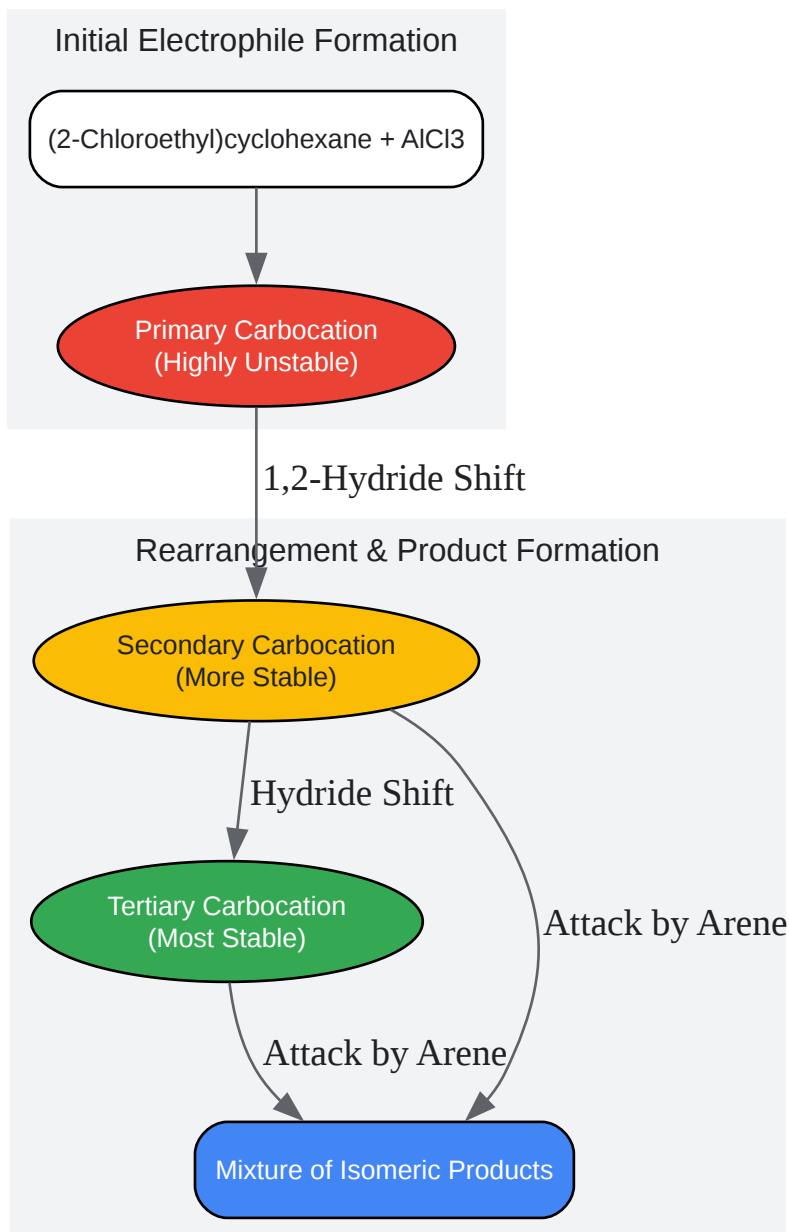 Initial Electrophile Formation
(2-Chloroethyl)cyclohexane + AlCl3
Primary Carbocation
(Highly Unstable)
1,2-Hydride Shift
Rearrangement & Product Formation
Secondary Carbocation
(More Stable)
Hydride Shift
Tertiary Carbocation
(Most Stable)
Attack by Arene
Attack by Arene
Mixture of Isomeric Products